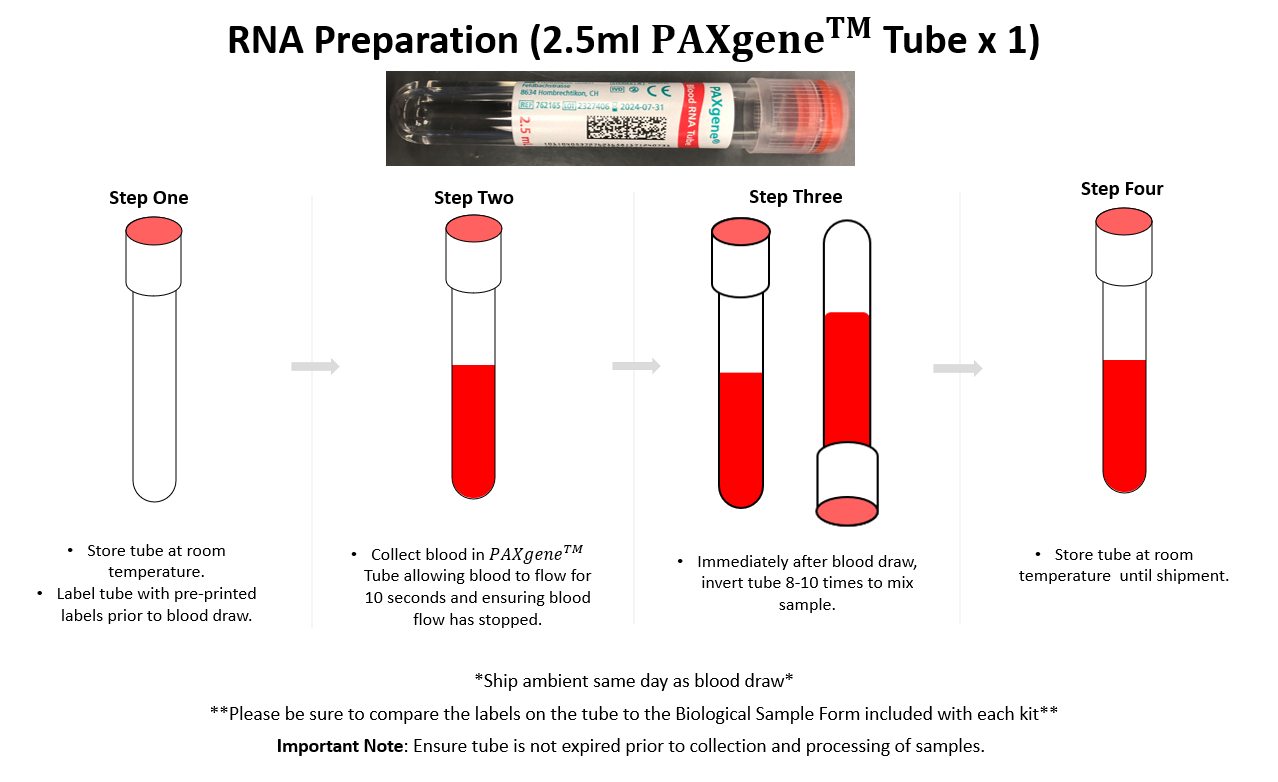 RNA Preparation (2.5ml PAXgene™ Tube x 1)
8634 Hombrechtikon, CH
IVD
CE
REF 762165 LOT 2327406 2024-07-31
2.5 ml
Blood RNA Tube
PAXgene®
Step One
Step Two
Step Three
Step Four
• Store tube at room
temperature.
• Label tube with pre-printed
labels prior to blood draw.
• Collect blood in PAXgene™
Tube allowing blood to flow for
10 seconds and ensuring blood
flow has stopped.
• Immediately after blood draw,
invert tube 8-10 times to mix
sample.
• Store tube at room
temperature until shipment.
*Ship ambient same day as blood draw*
**Please be sure to compare the labels on the tube to the Biological Sample Form included with each kit**
Important Note: Ensure tube is not expired prior to collection and processing of samples.